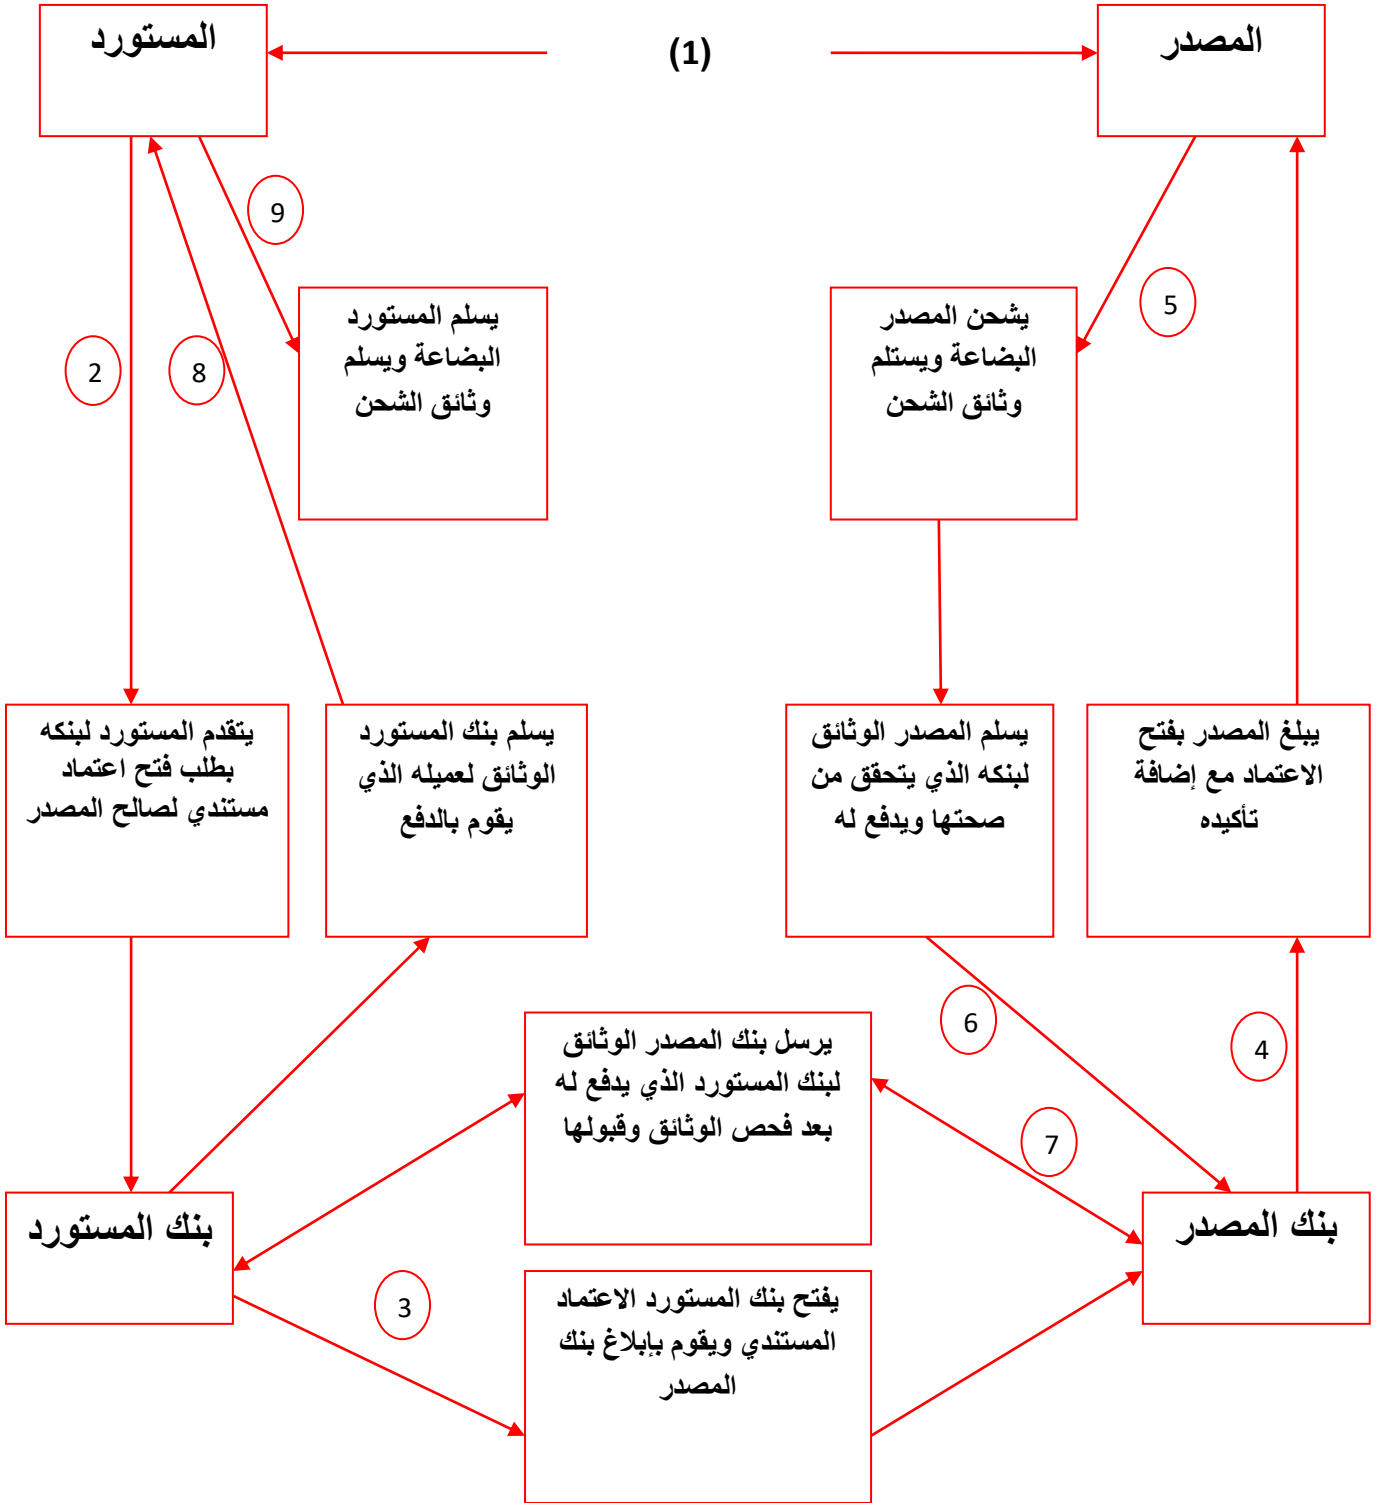 المستورد
(1)
المصدر
9
5
2
8
يسلم المستورد
البضاعة ويسلم
وثائق الشحن
يشحن المصدر
البضاعة ويستلم
وثائق الشحن
يتقدم المستورد لبنكه
بطلب فتح اعتماد
مستندي لصالح المصدر
يسلم بنك المستورد
الوثائق لعميله الذي
يقوم بالدفع
يسلم المصدر الوثائق
لبنكه الذي يتحقق من
صحتها ويدفع له
يبلغ المصدر بفتح
الاعتماد مع إضافة
تأكيده
6
4
يرسل بنك المصدر الوثائق
لبنك المستورد الذي يدفع له
بعد فحص الوثائق وقبولها
7
بنك المستورد
بنك المصدر
3
يفتح بنك المستورد الاعتماد
المستندي ويقوم بإبلاغ بنك
المصدر